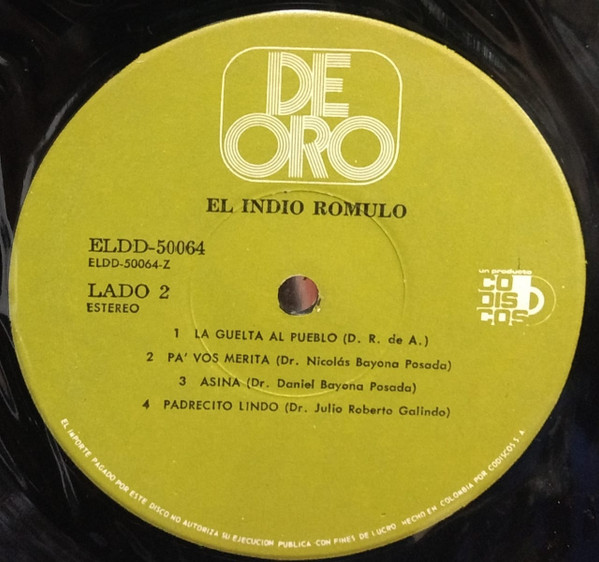 DE
ORO
EL INDIO ROMULO
ELDD-50064
ELDD-50064-Z
LADO 2
ESTEREO
un producto
CO
DIS
COS
1 LA GUELTA AL PUEBLO (D. R. de A.)
2 PA' VOS MERITA (Dr. Nicolás Bayona Posada)
3 ASINA (Dr. Daniel Bayona Posada)
4 PADRECITO LINDO (Dr. Julio Roberto Galindo)
EL IMPORTE PAGADO POR ESTE DISCO NO AUTORIZA SU EJECUCION PUBLICA CON FINES DE LUCRO. HECHO EN COLOMBIA POR CODISCOS S A.